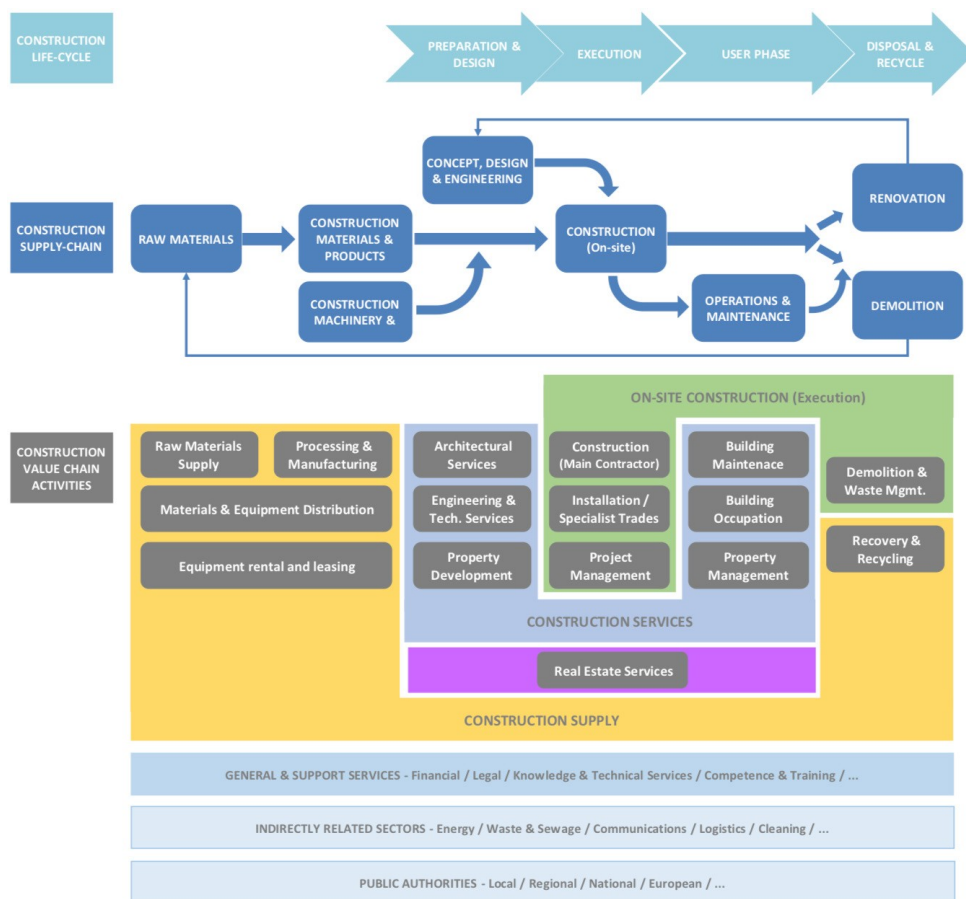 CONSTRUCTION
LIFE-CYCLE
PREPARATION &
DESIGN
EXECUTION
USER PHASE
DISPOSAL &
RECYCLE
CONSTRUCTION
SUPPLY-CHAIN
RAW MATERIALS
CONSTRUCTION
MATERIALS &
PRODUCTS
CONSTRUCTION
MACHINERY &
CONCEPT, DESIGN
& ENGINEERING
CONSTRUCTION
(On-site)
OPERATIONS &
MAINTENANCE
RENOVATION
DEMOLITION
CONSTRUCTION
VALUE CHAIN
ACTIVITIES
ON-SITE CONSTRUCTION (Execution)
Raw Materials
Supply
Processing &
Manufacturing
Materials & Equipment Distribution
Equipment rental and leasing
Architectural
Services
Engineering &
Tech. Services
Property
Development
Construction
(Main Contractor)
Installation /
Specialist Trades
Project
Management
Building
Maintenace
Building
Occupation
Property
Management
Demolition &
Waste Mgmt.
Recovery &
Recycling
CONSTRUCTION SERVICES
Real Estate Services
CONSTRUCTION SUPPLY
GENERAL & SUPPORT SERVICES - Financial / Legal / Knowledge & Technical Services / Competence & Training / ...
INDIRECTLY RELATED SECTORS - Energy / Waste & Sewage / Communications / Logistics / Cleaning / ...
PUBLIC AUTHORITIES - Local / Regional / National / European / ...